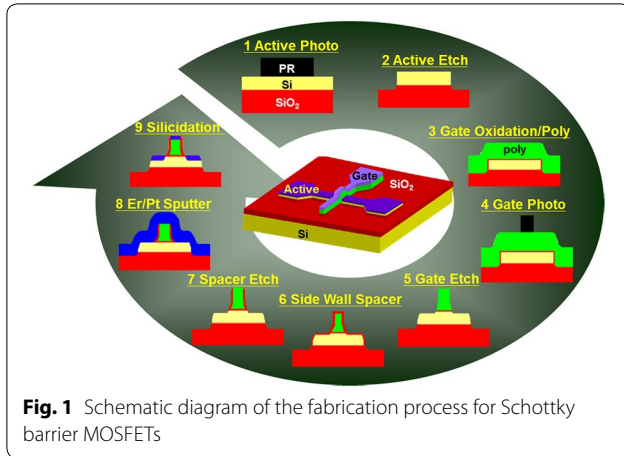 1 Active Photo
PR
Si
SiO₂
2 Active Etch
3 Gate Oxidation/Poly
poly
4 Gate Photo
5 Gate Etch
6 Side Wall Spacer
7 Spacer Etch
8 Er/Pt Sputter
9 Silicidation
Gate
SiO₂
Active
Si
Fig. 1 Schematic diagram of the fabrication process for Schottky
barrier MOSFETs